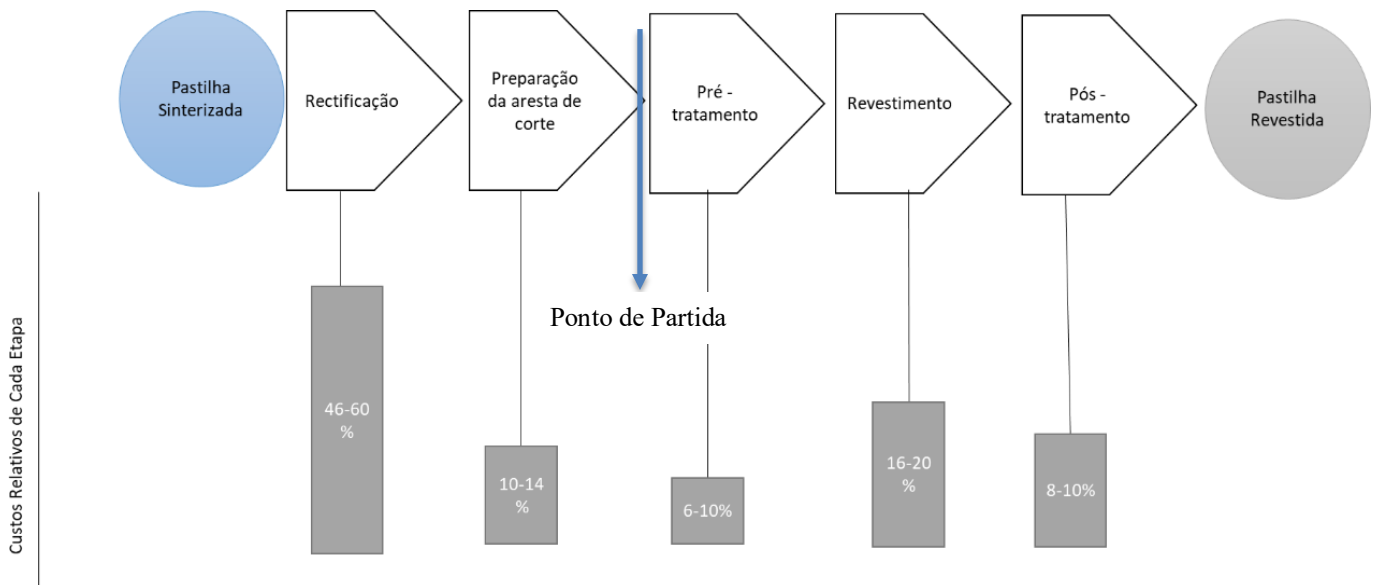 Pastilha
Sinterizada
Rectificação
Preparação
da aresta de
corte
Pré -
tratamento
Revestimento
Pós -
tratamento
Pastilha
Revestida
Ponto de Partida
Custos Relativos de Cada Etapa
46-60
%
10-14
%
6-10%
16-20
%
8-10%